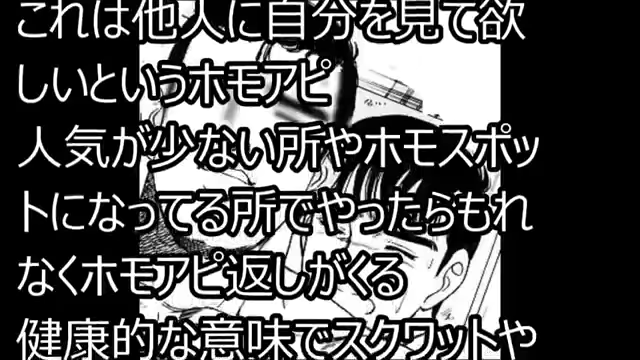 これは他人に自分を見て欲
しいというホモアピ
人気が少ない所やホモスポッ
トになってる所でやったらもれ
なくホモアピ返しがくる
健康的な意味でスクワットや